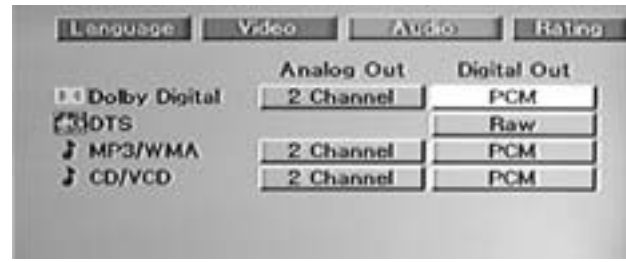 Language Video Audio Rating
Analog Out Digital Out
Dolby Digital 2 Channel PCM
DTS Raw
MP3/WMA 2 Channel PCM
CD/VCD 2 Channel PCM